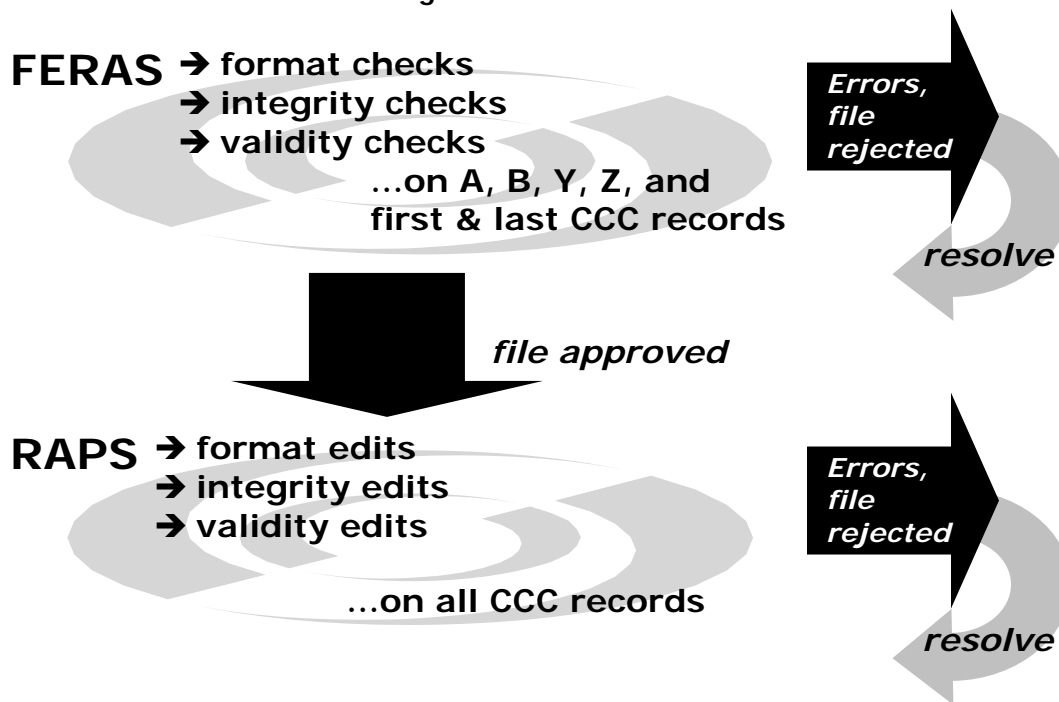 FERAS ➔ format checks
➔ integrity checks
➔ validity checks
...on A, B, Y, Z, and
first & last CCC records
Errors,
file
rejected
resolve
file approved
RAPS ➔ format edits
➔ integrity edits
➔ validity edits
...on all CCC records
Errors,
file
rejected
resolve